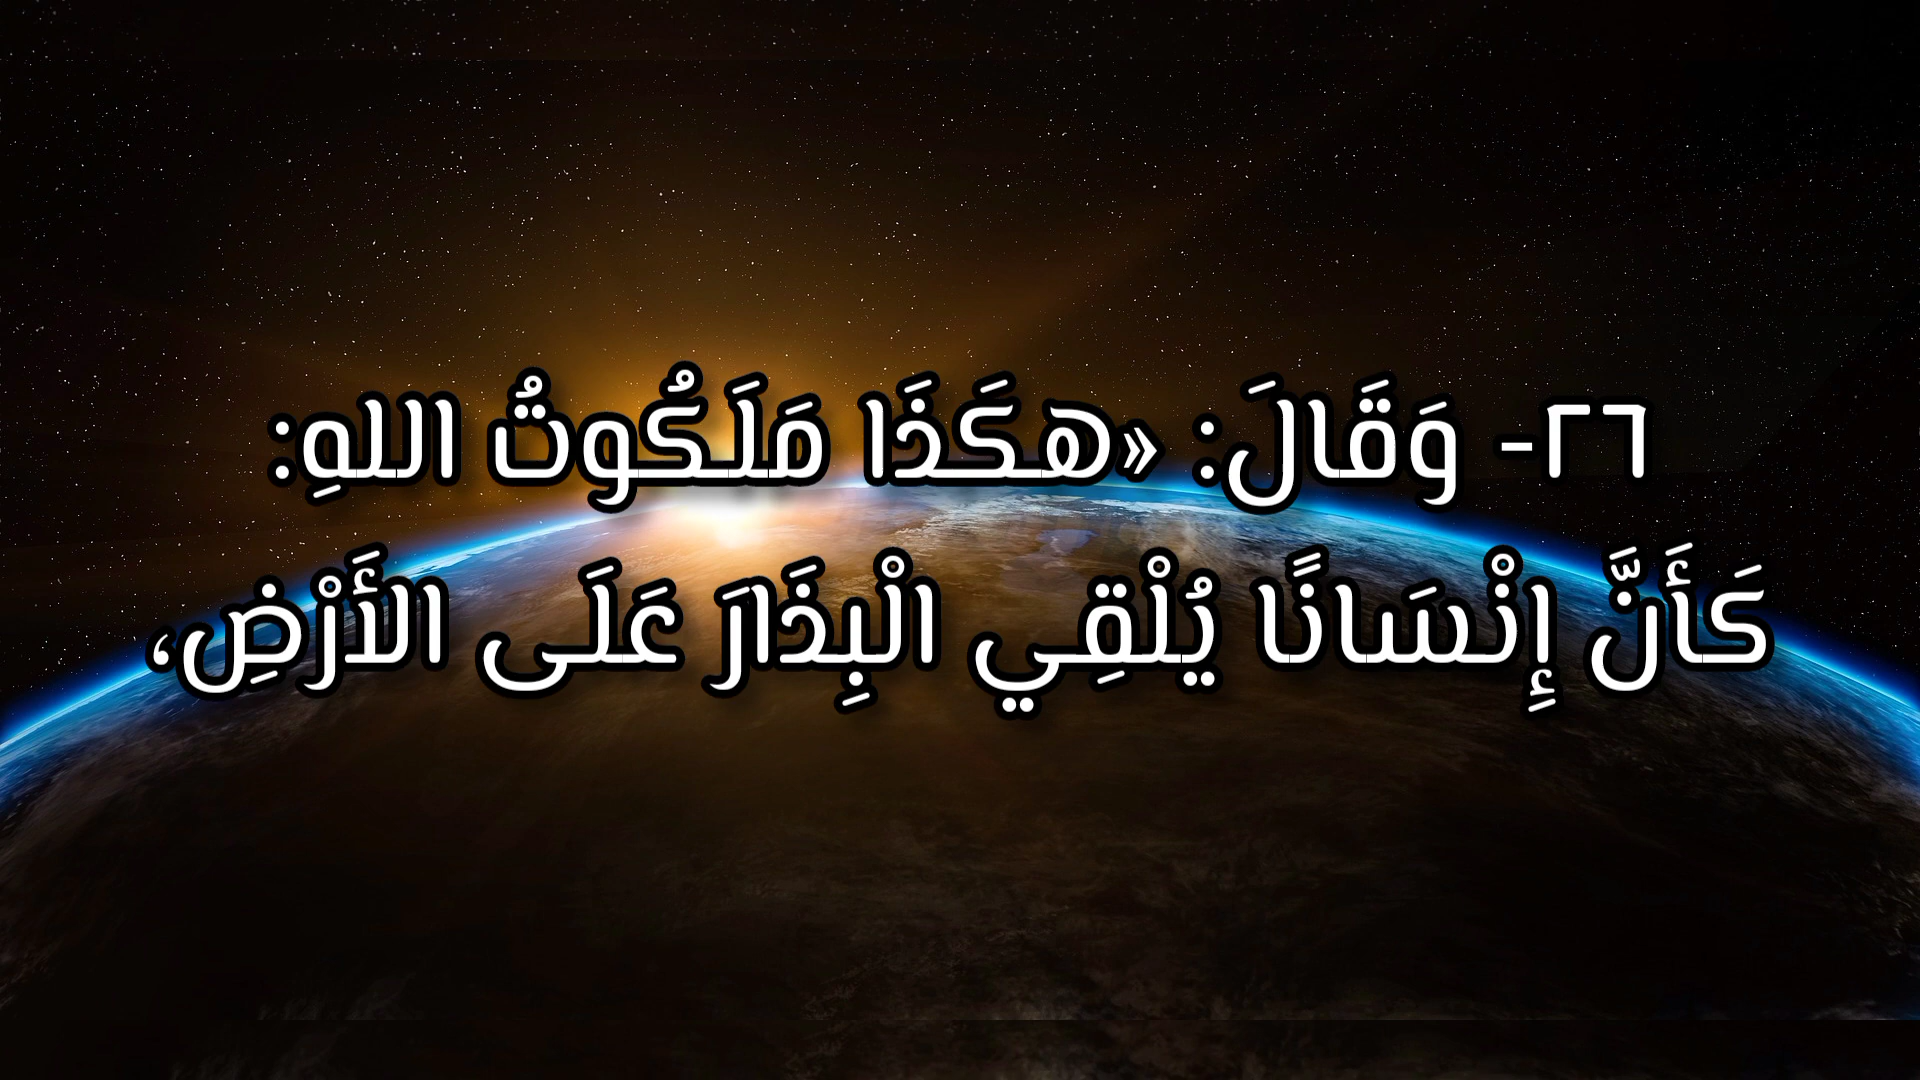 ٢٦- وَقَالَ: «هكَذَا مَلَكُوتُ اللهِ:
كَأَنَّ إِنْسَانًا يُلْقِي الْبِذَارَ عَلَى الأَرْضِ،